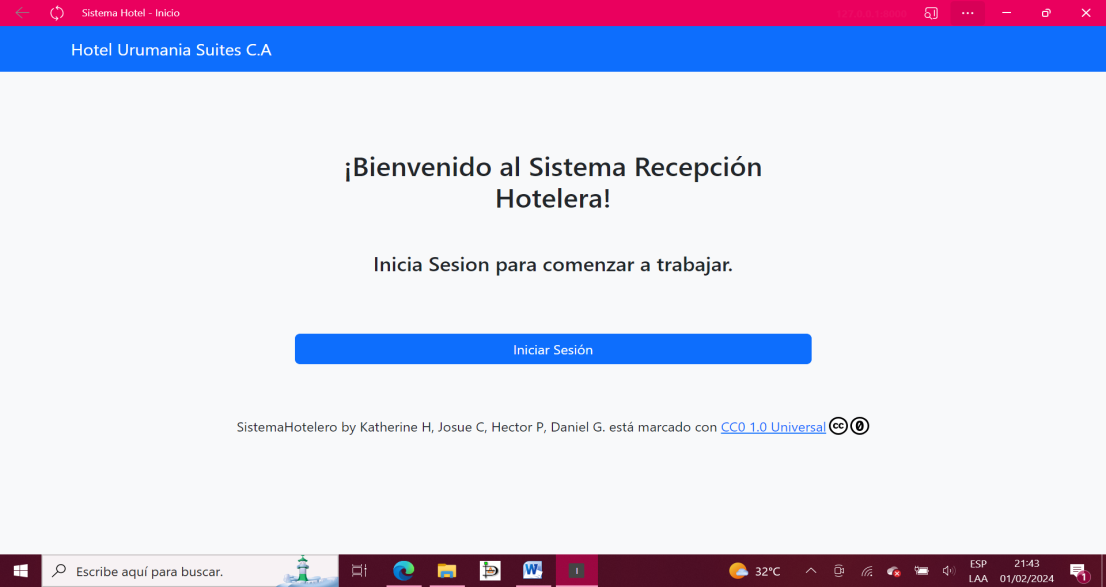 Sistema Hotel - Inicio
Hotel Urumania Suites C.A
¡Bienvenido al Sistema Recepción
Hotelera!
Inicia Sesion para comenzar a trabajar.
Iniciar Sesión
SistemaHotelero by Katherine H, Josue C, Hector P, Daniel G. está marcado con CC0 1.0 Universal
Escribe aquí para buscar.
32°C
ESP
LAA
21:43
01/02/2024
1